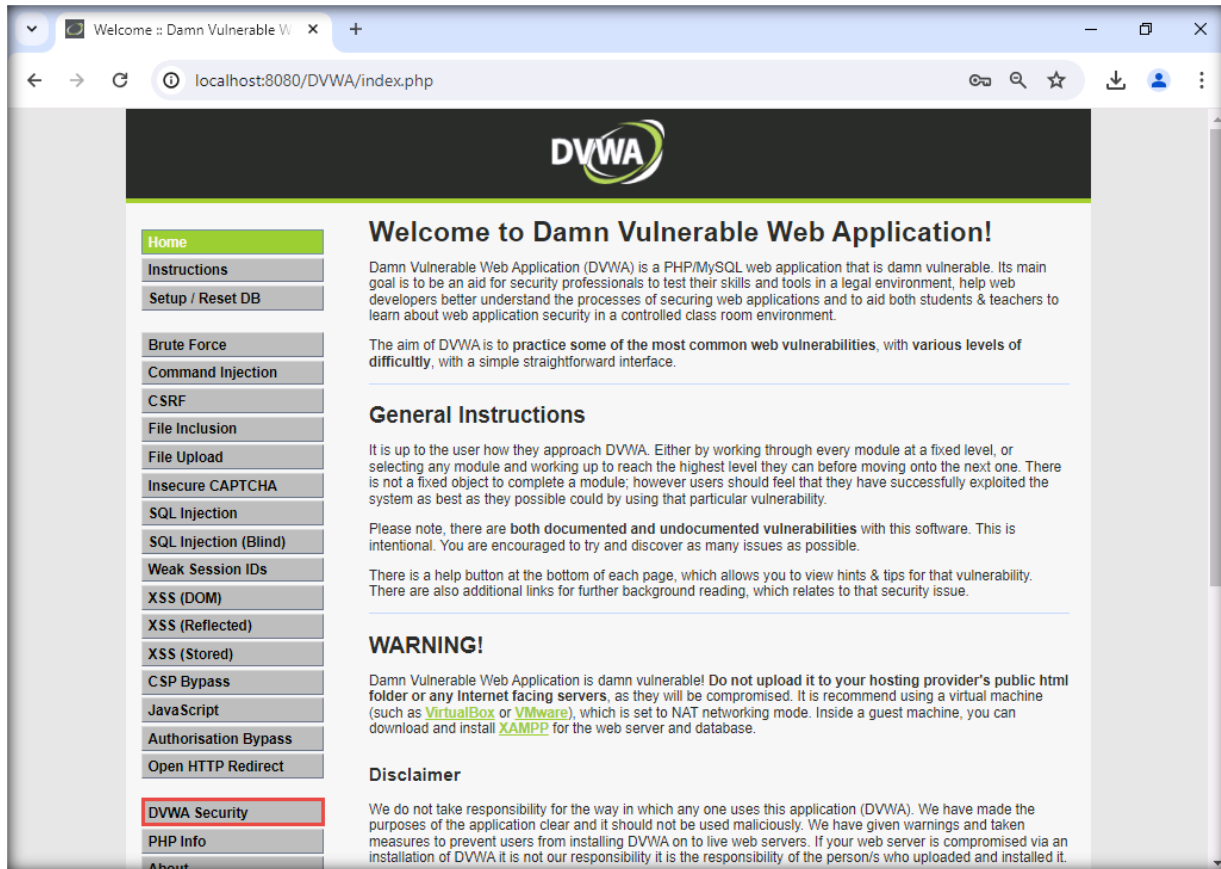 Welcome :: Damn Vulnerable W
localhost:8080/DVWA/index.php
DVWA
Home
Instructions
Setup / Reset DB
Brute Force
Command Injection
CSRF
File Inclusion
File Upload
Insecure CAPTCHA
SQL Injection
SQL Injection (Blind)
Weak Session IDs
XSS (DOM)
XSS (Reflected)
XSS (Stored)
CSP Bypass
JavaScript
Authorisation Bypass
Open HTTP Redirect
DVWA Security
PHP Info
About
Welcome to Damn Vulnerable Web Application!
Damn Vulnerable Web Application (DVWA) is a PHP/MySQL web application that is damn vulnerable. Its main
goal is to be an aid for security professionals to test their skills and tools in a legal environment, help web
developers better understand the processes of securing web applications and to aid both students & teachers to
learn about web application security in a controlled class room environment.
The aim of DVWA is to practice some of the most common web vulnerabilities, with various levels of
difficultly, with a simple straightforward interface.
General Instructions
It is up to the user how they approach DVWA. Either by working through every module at a fixed level, or
selecting any module and working up to reach the highest level they can before moving onto the next one. There
is not a fixed object to complete a module; however users should feel that they have successfully exploited the
system as best as they possible could by using that particular vulnerability.
Please note, there are both documented and undocumented vulnerabilities with this software. This is
intentional. You are encouraged to try and discover as many issues as possible.
There is a help button at the bottom of each page, which allows you to view hints & tips for that vulnerability.
There are also additional links for further background reading, which relates to that security issue.
WARNING!
Damn Vulnerable Web Application is damn vulnerable! Do not upload it to your hosting provider's public html
folder or any Internet facing servers, as they will be compromised. It is recommend using a virtual machine
(such as VirtualBox or VMware), which is set to NAT networking mode. Inside a guest machine, you can
download and install XAMPP for the web server and database.
Disclaimer
We do not take responsibility for the way in which any one uses this application (DVWA). We have made the
purposes of the application clear and it should not be used maliciously. We have given warnings and taken
measures to prevent users from installing DVWA on to live web servers. If your web server is compromised via an
installation of DVWA it is not our responsibility it is the responsibility of the person/s who uploaded and installed it.